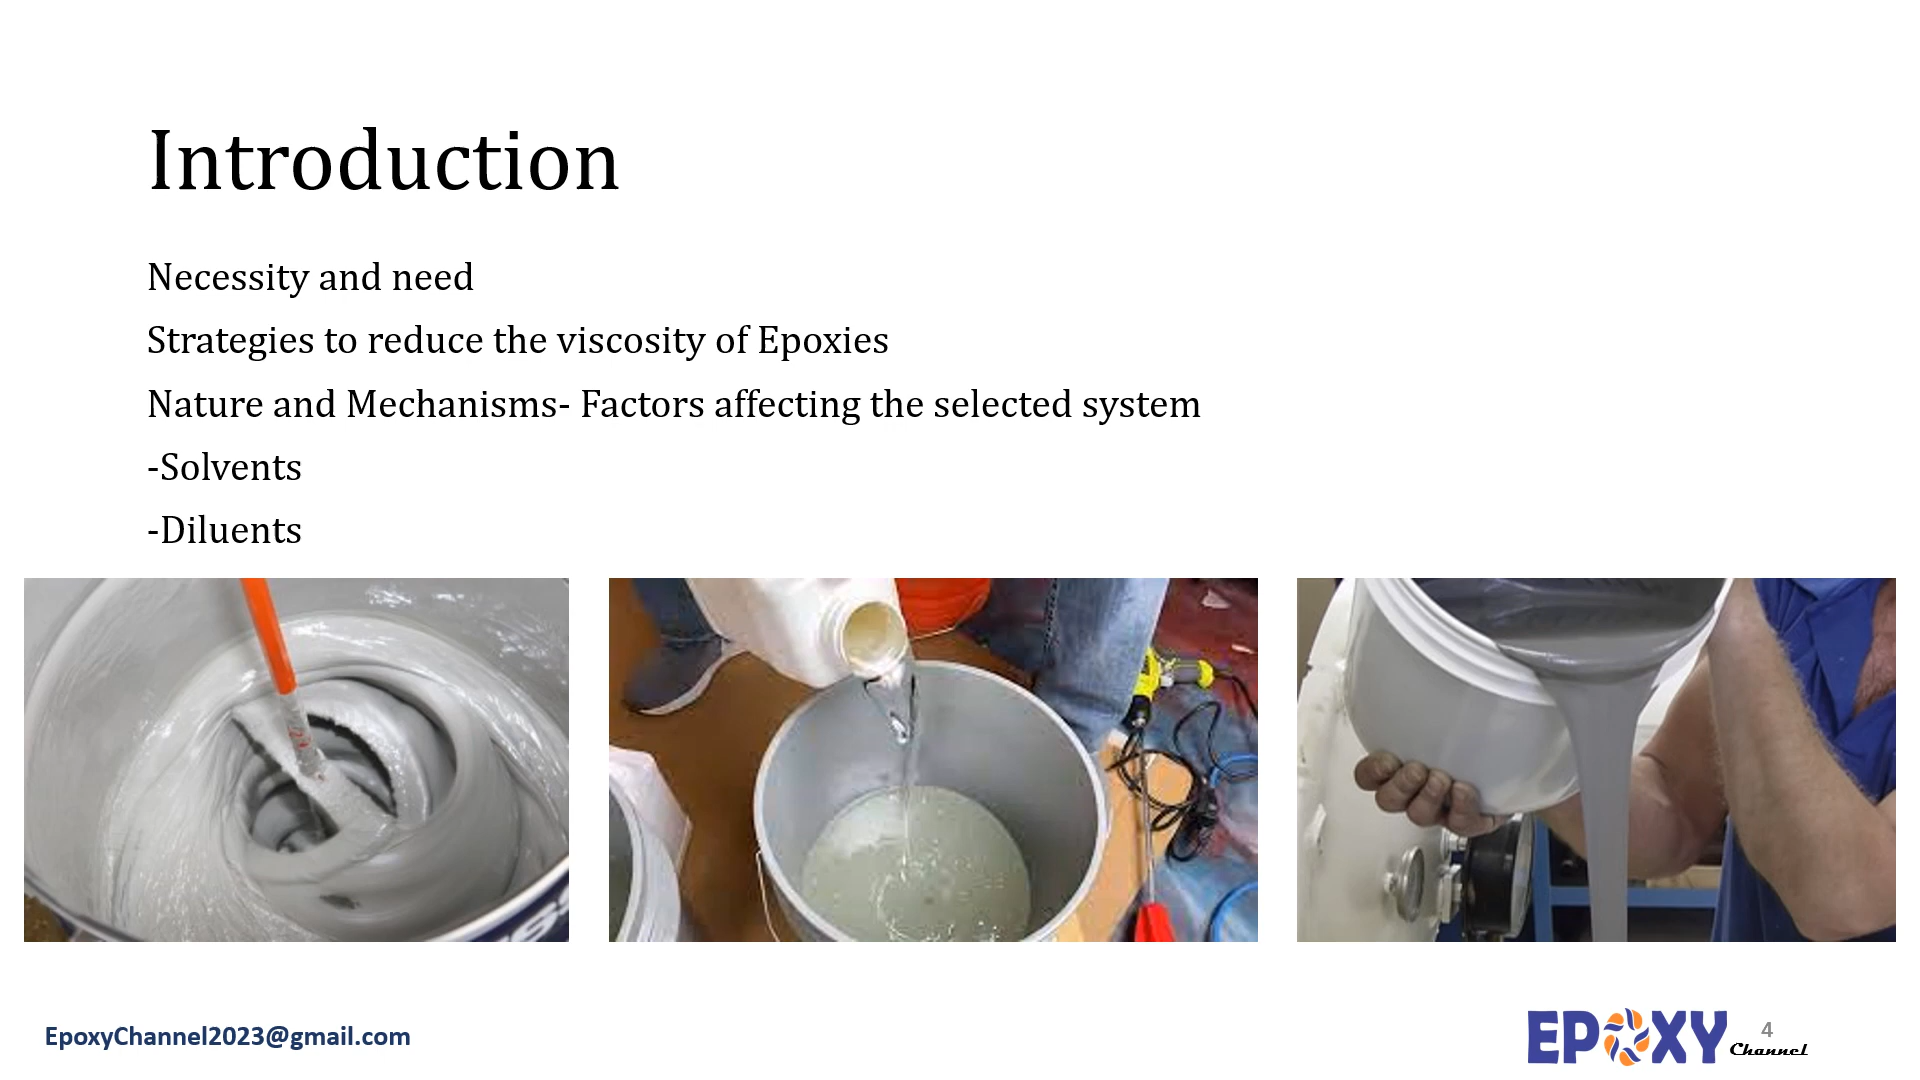 Introduction
Necessity and need
Strategies to reduce the viscosity of Epoxies
Nature and Mechanisms- Factors affecting the selected system
-Solvents
-Diluents
EpoxyChannel2023@gmail.com
EPOXY
Channel
4